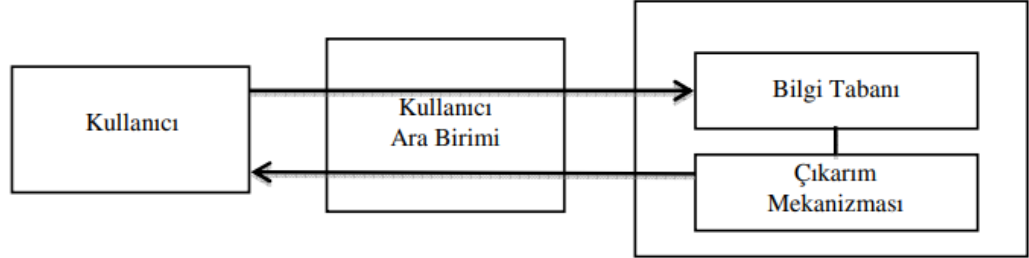 Kullanıcı
Kullanıcı
Ara Birimi
Bilgi Tabanı
Çıkarım
Mekanizması